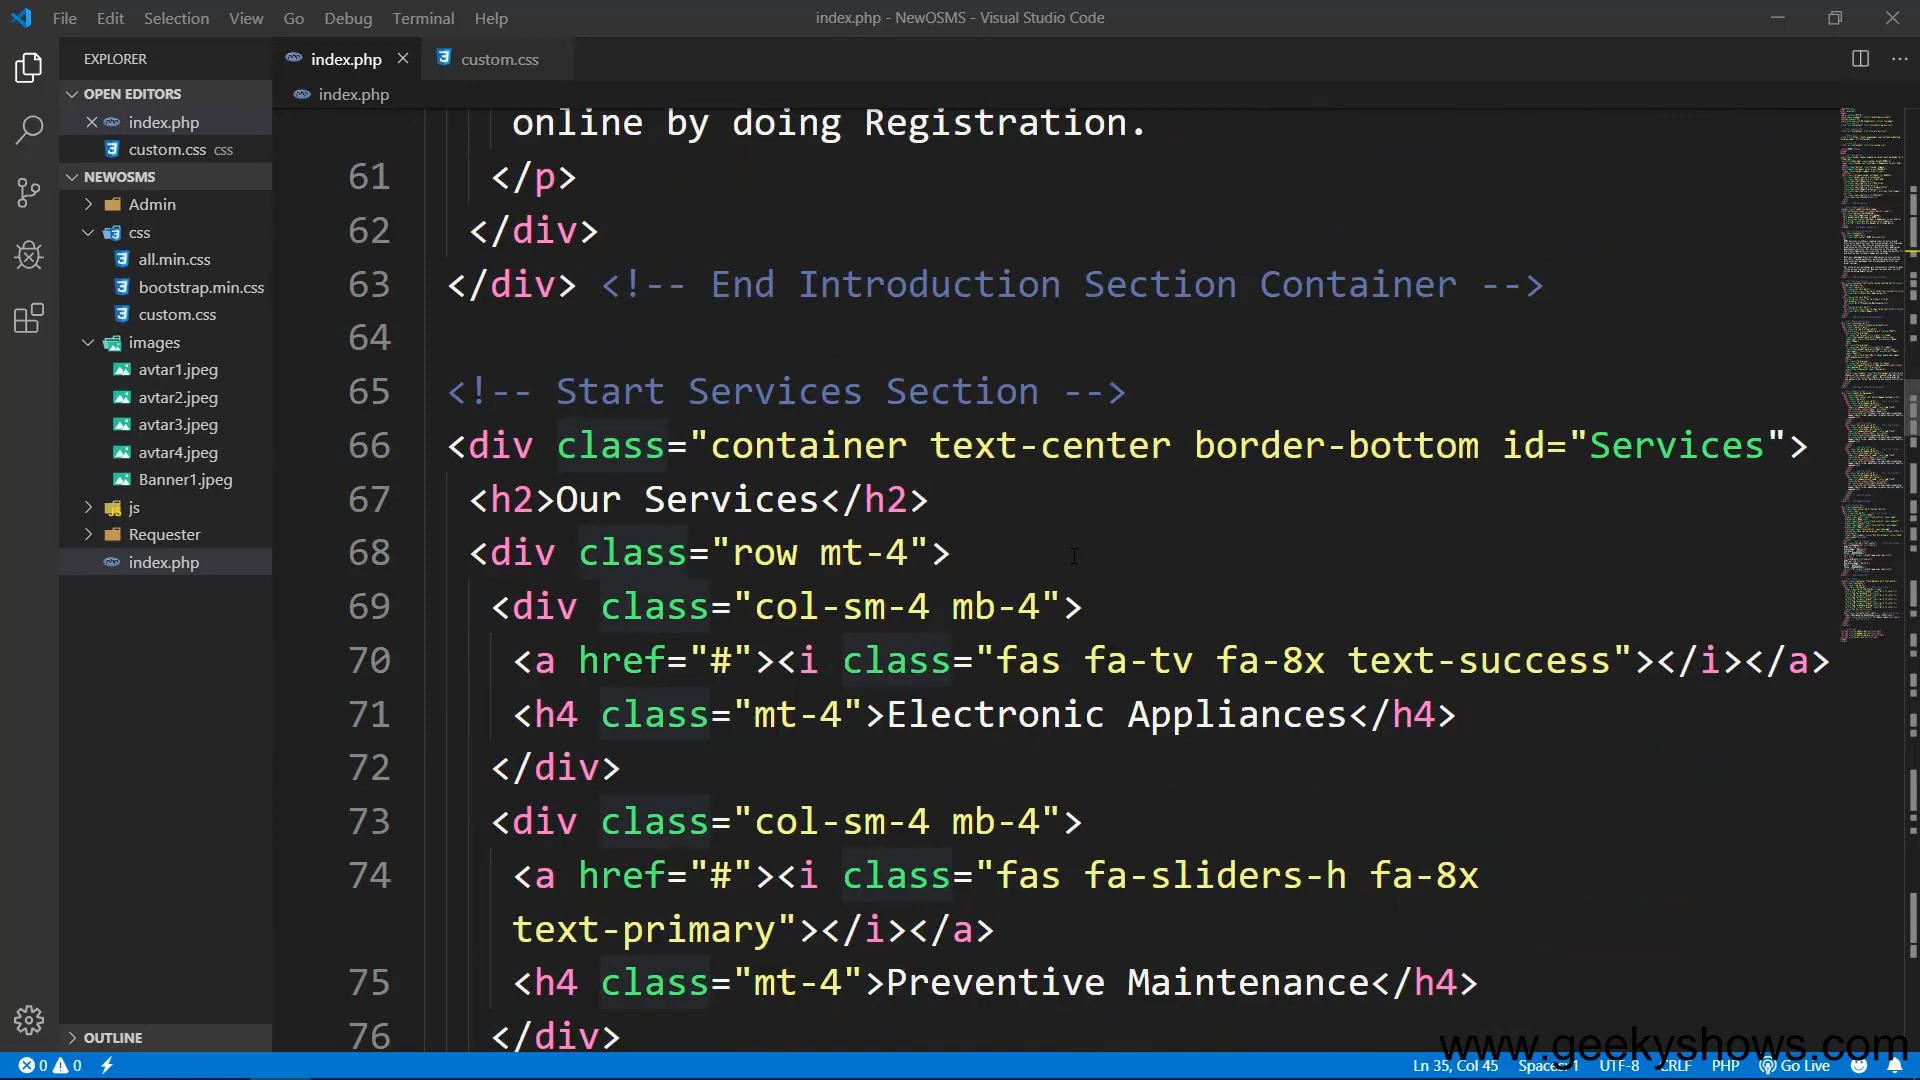 File Edit Selection View Go Debug Terminal Help
index.php - NewOSMS - Visual Studio Code
EXPLORER
OPEN EDITORS
index.php
custom.css css
NEWOSMS
Admin
css
all.min.css
bootstrap.min.css
custom.css
images
avtar1.jpeg
avtar2.jpeg
avtar3.jpeg
avtar4.jpeg
Banner1.jpeg
js
Requester
index.php
OUTLINE
index.php custom.css
index.php
online by doing Registration.
61 </p>
62 </div>
63 </div> <!-- End Introduction Section Container -->
64
65 <!-- Start Services Section -->
66 <div class="container text-center border-bottom id="Services">
67 <h2>Our Services</h2>
68 <div class="row mt-4">
69 <div class="col-sm-4 mb-4">
70 <a href="#"><i class="fas fa-tv fa-8x text-success"></i></a>
71 <h4 class="mt-4">Electronic Appliances</h4>
72 </div>
73 <div class="col-sm-4 mb-4">
74 <a href="#"><i class="fas fa-sliders-h fa-8x
text-primary"></i></a>
75 <h4 class="mt-4">Preventive Maintenance</h4>
76 </div>
www.geekyshows.com
0 0
Ln 35, Col 45 Spaces: 1 UTF-8 CRLF PHP Go Live